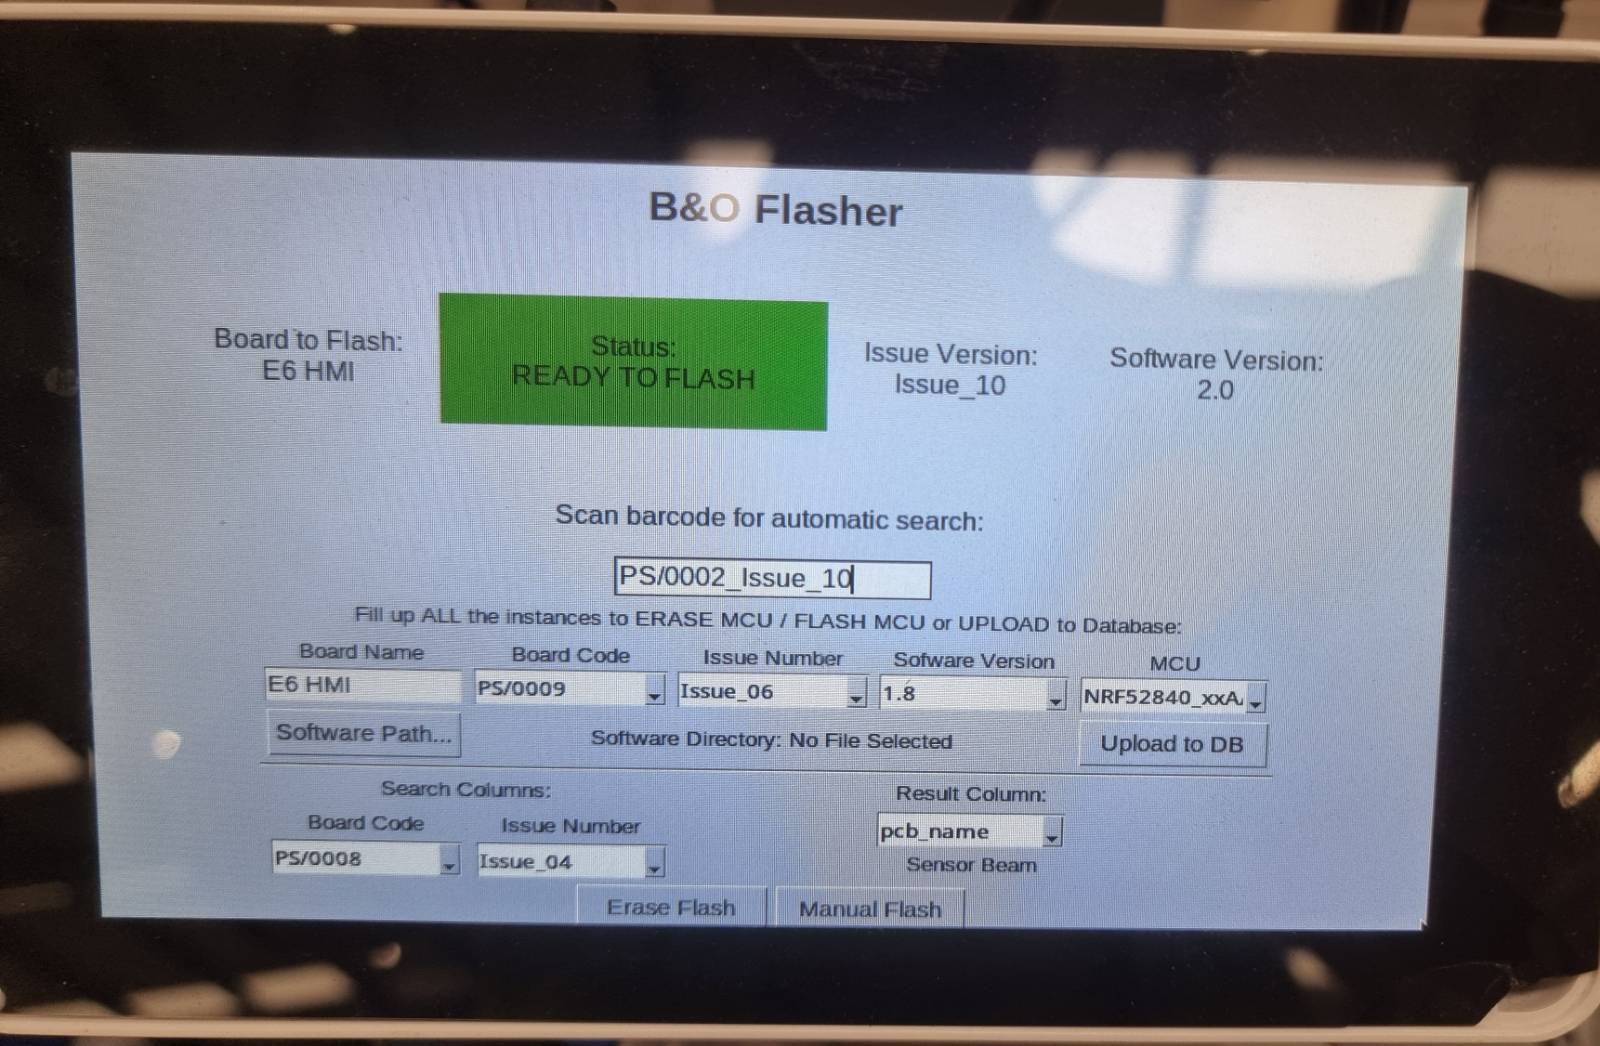 B&O Flasher
Board to Flash:
E6 HMI
Status:
READY TO FLASH
Issue Version:
Issue_10
Software Version:
2.0
Scan barcode for automatic search:
PS/0002_Issue_10
Fill up ALL the instances to ERASE MCU / FLASH MCU or UPLOAD to Database:
Board Name
Board Code
Issue Number
Sofware Version
MCU
E6 HMI
PS/0009
Issue_06
1.8
NRF52840_xxA
Software Path...
Software Directory: No File Selected
Upload to DB
Search Columns:
Result Column:
Board Code
Issue Number
pcb_name
PS/0008
Issue_04
Sensor Beam
Erase Flash
Manual Flash